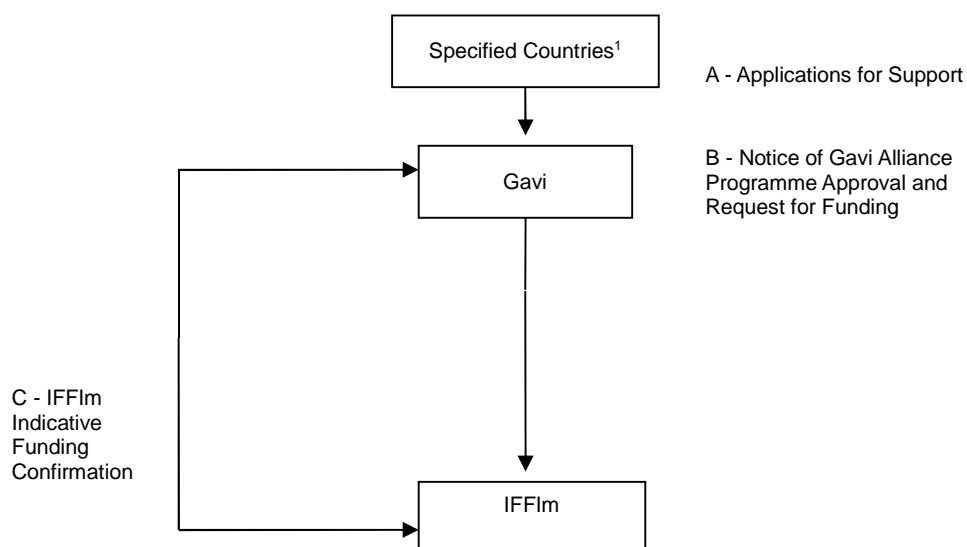 Specified Countries¹
A - Applications for Support
Gavi
B - Notice of Gavi Alliance
Programme Approval and
Request for Funding
C - IFFIm
Indicative
Funding
Confirmation
IFFIm